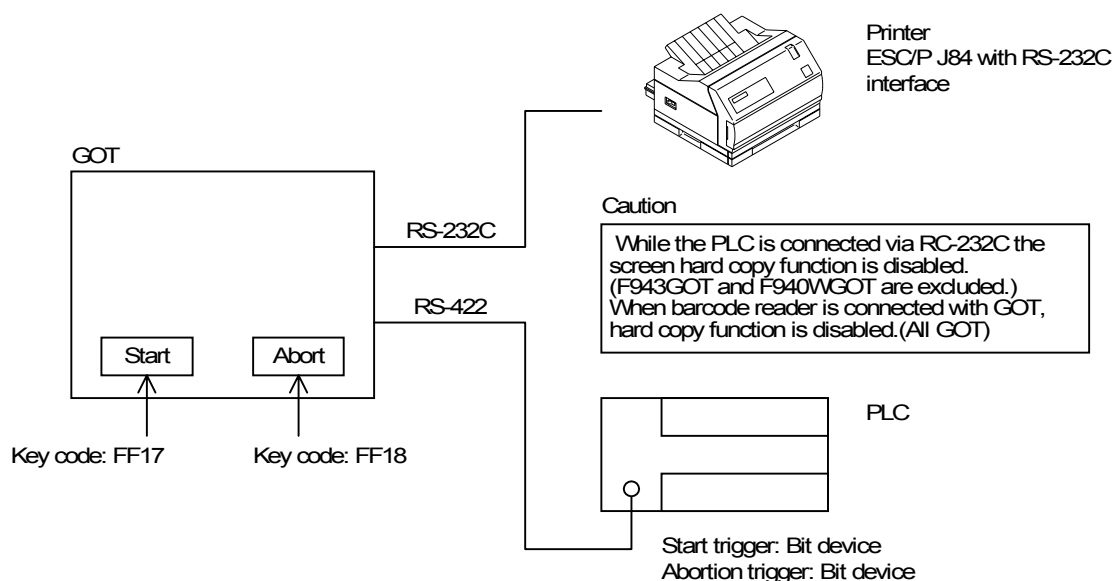 Printer
ESC/P J84 with RS-232C
interface
GOT
RS-232C
Caution
While the PLC is connected via RC-232C the
screen hard copy function is disabled.
(F943GOT and F940WGOT are excluded.)
When barcode reader is connected with GOT,
hard copy function is disabled.(All GOT)
RS-422
Start
Abort
PLC
Key code: FF17
Key code: FF18
Start trigger: Bit device
Abortion trigger: Bit device